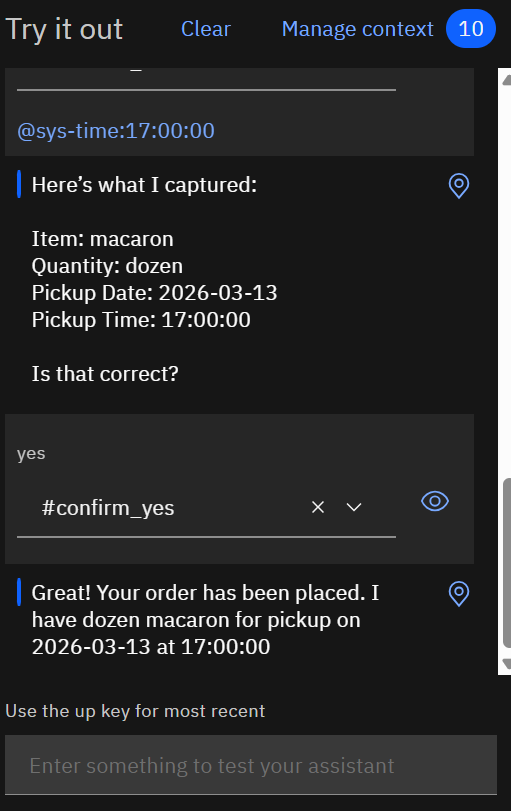 Try it out Clear Manage context 10
@sys-time:17:00:00
Here’s what I captured:
Item: macaron
Quantity: dozen
Pickup Date: 2026-03-13
Pickup Time: 17:00:00
Is that correct?
yes
#confirm_yes
Great! Your order has been placed. I
have dozen macaron for pickup on
2026-03-13 at 17:00:00
Use the up key for most recent
Enter something to test your assistant